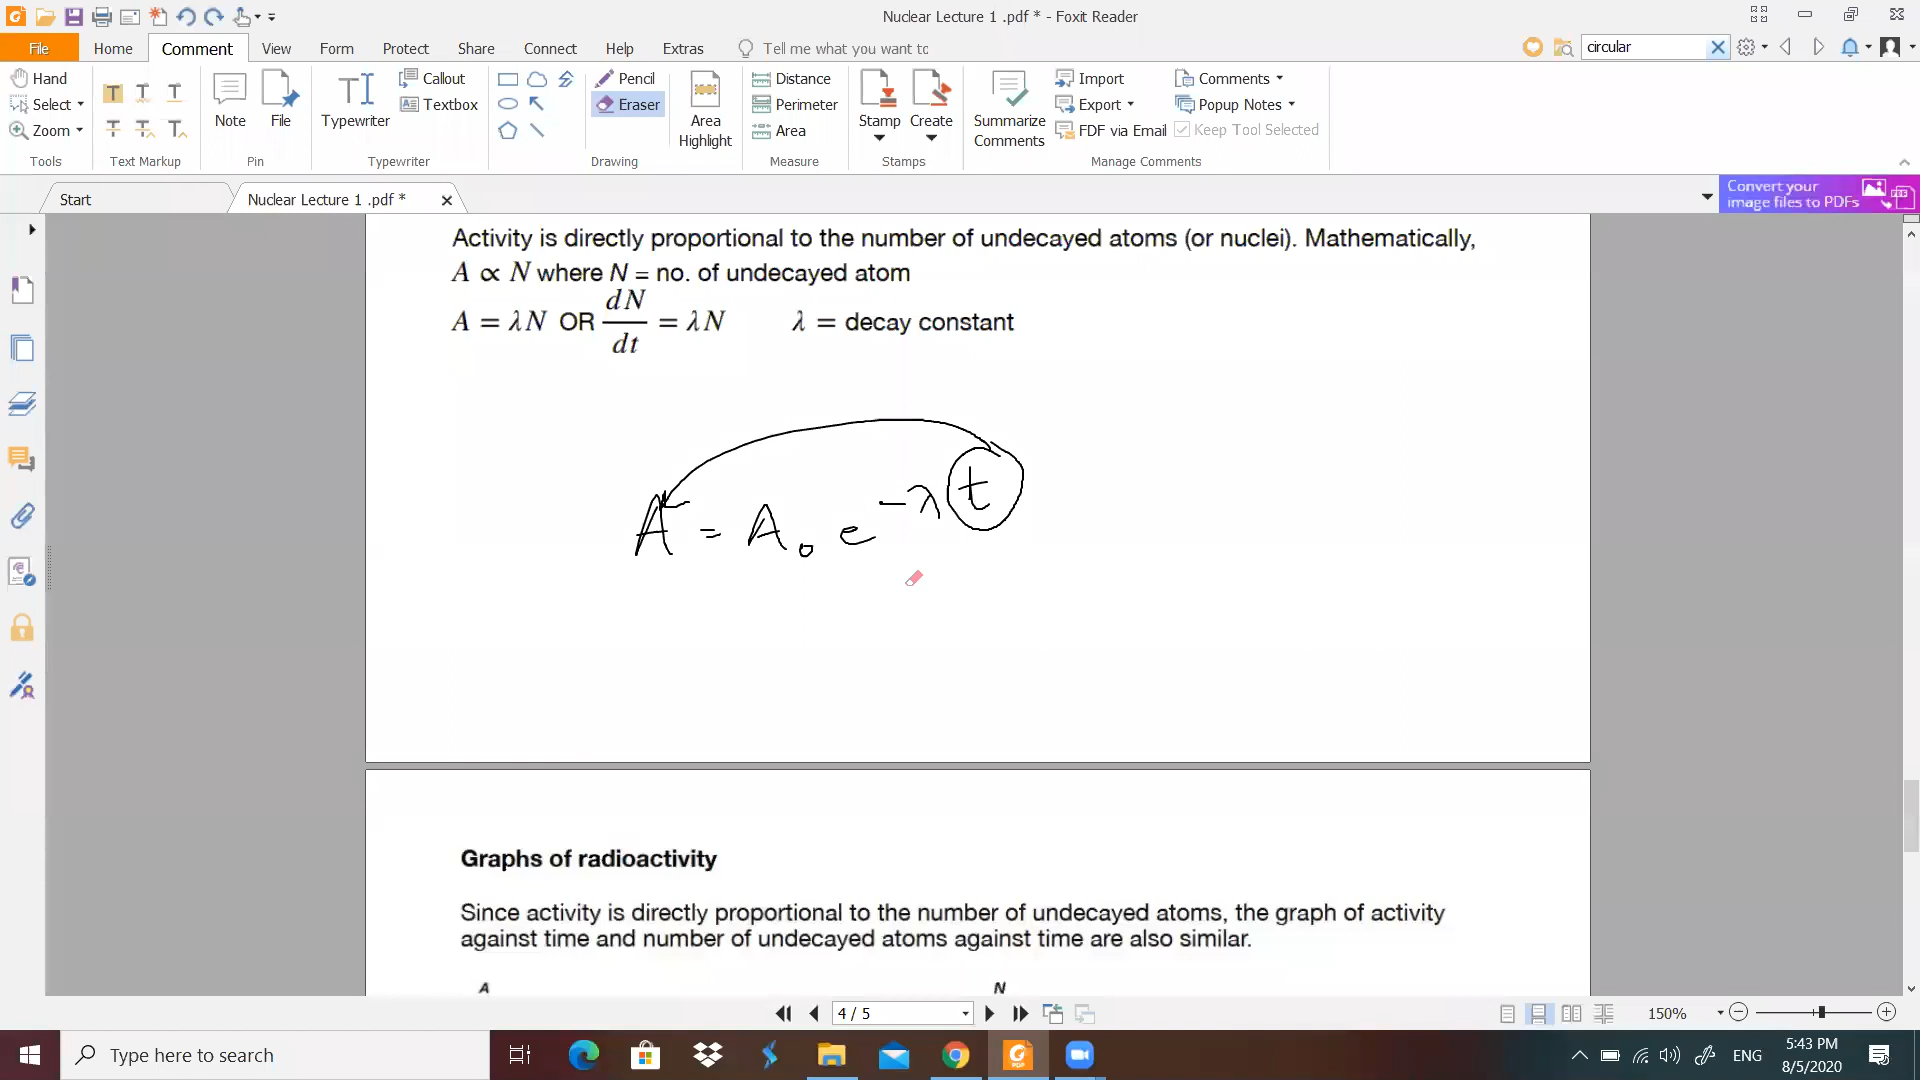 Nuclear Lecture 1 .pdf * - Foxit Reader
File Home Comment View Form Protect Share Connect Help Extras Tell me what you want to circular
Hand
Select
Zoom
Tools
Text Markup
Note File
Pin
Typewriter
Callout
Textbox
Typewriter
Pencil
Eraser
Area
Highlight
Drawing
Distance
Perimeter
Area
Measure
Stamp Create
Stamps
Summarize
Comments
Import
Export
FDF via Email
Comments
Popup Notes
Keep Tool Selected
Manage Comments
Start Nuclear Lecture 1 .pdf *
Convert your
image files to PDFs
Activity is directly proportional to the number of undecayed atoms (or nuclei). Mathematically,
A ∝ N where N = no. of undecayed atom
A = λN OR dN/dt = λN λ = decay constant
A = A₀ e^-λt
Graphs of radioactivity
Since activity is directly proportional to the number of undecayed atoms, the graph of activity
against time and number of undecayed atoms against time are also similar.
A N
4 / 5 150%
Type here to search
PDF
ENG
5:43 PM
8/5/2020